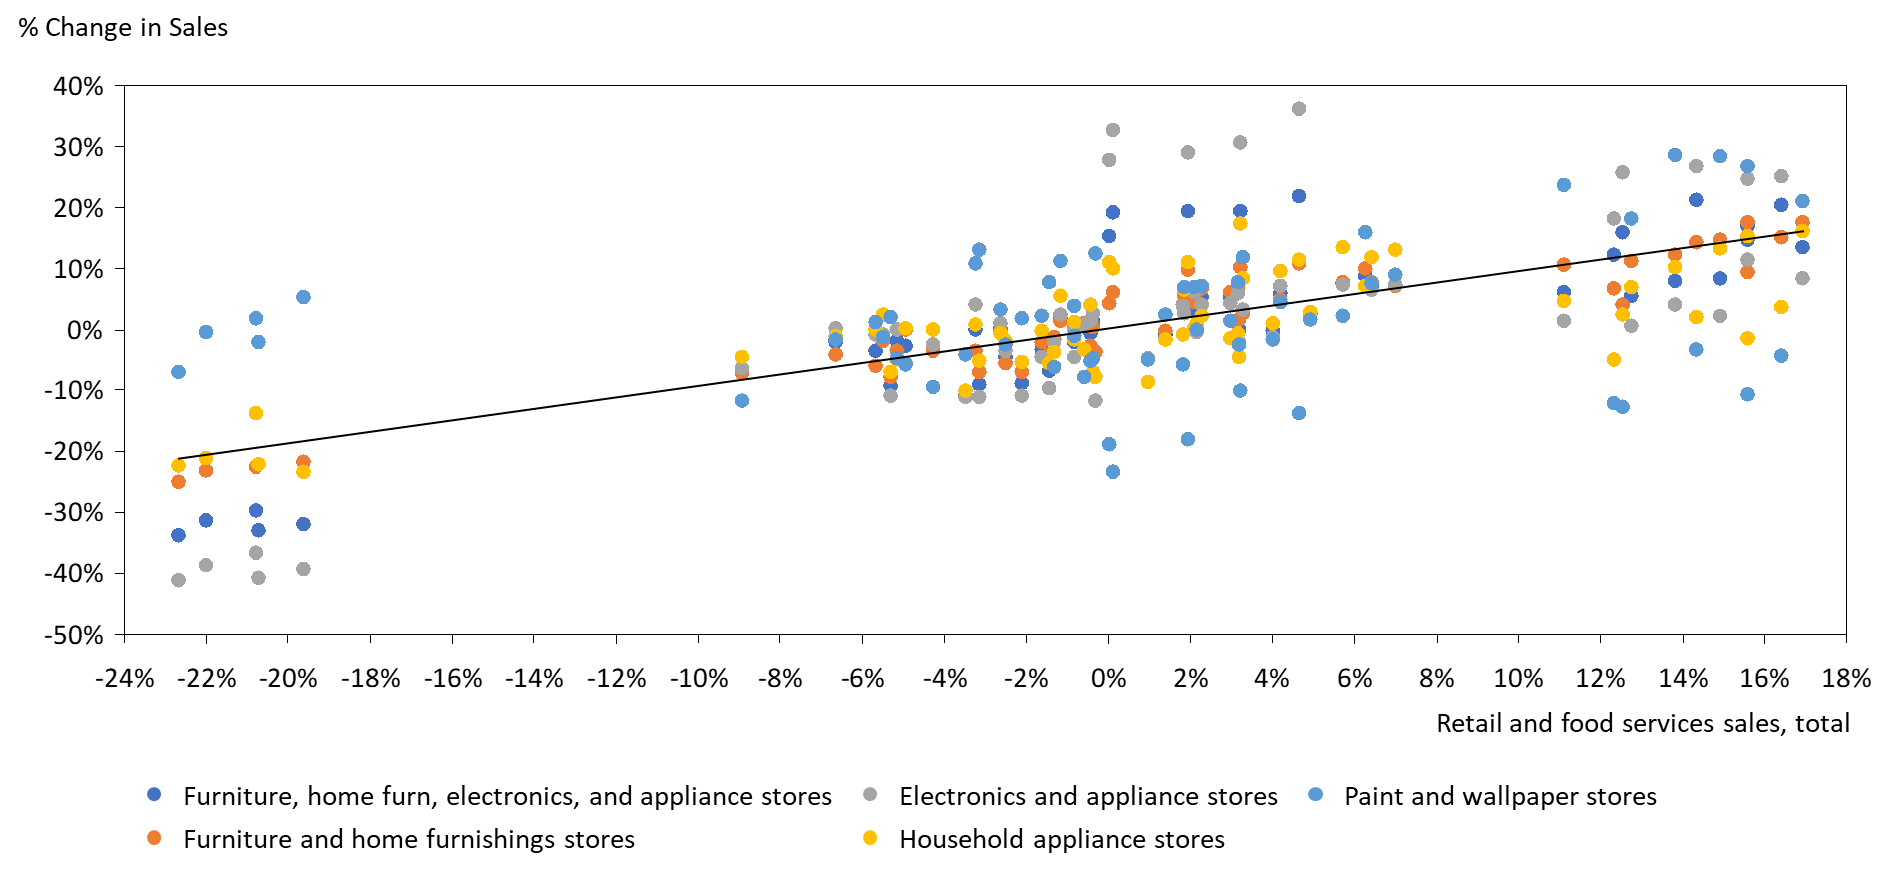 % Change in Sales
40%
30%
20%
10%
0%
-10%
-20%
-30%
-40%
-50%
-24% -22% -20% -18% -16% -14% -12% -10% -8% -6% -4% -2% 0% 2% 4% 6% 8% 10% 12% 14% 16% 18%
Retail and food services sales, total
Furniture, home furn, electronics, and appliance stores Electronics and appliance stores Paint and wallpaper stores
Furniture and home furnishings stores Household appliance stores